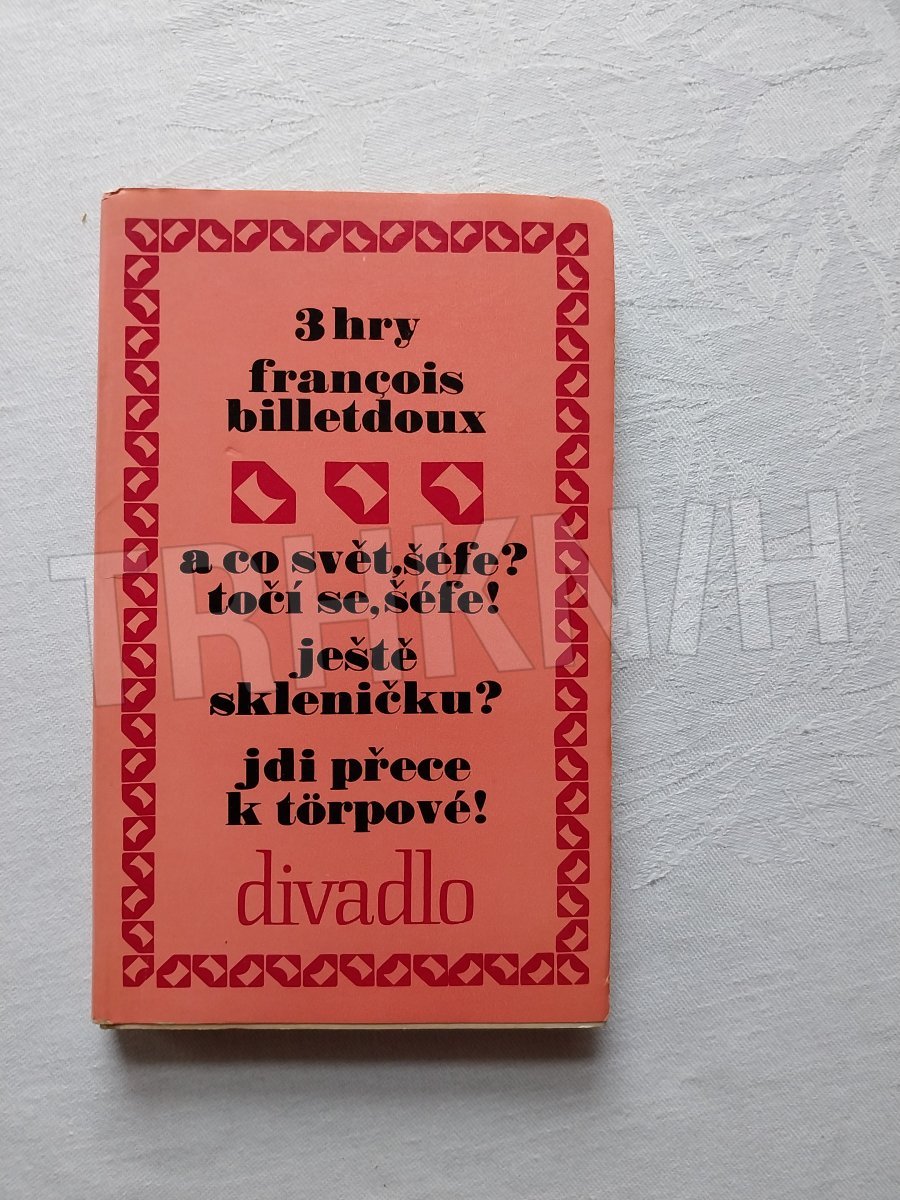 3 hry
françois
billetdoux
a co svět, šéfe?
točí se, šéfe!
ještě
skleničku?
jdi přece
k törpové!
divadlo
TRHKNIH